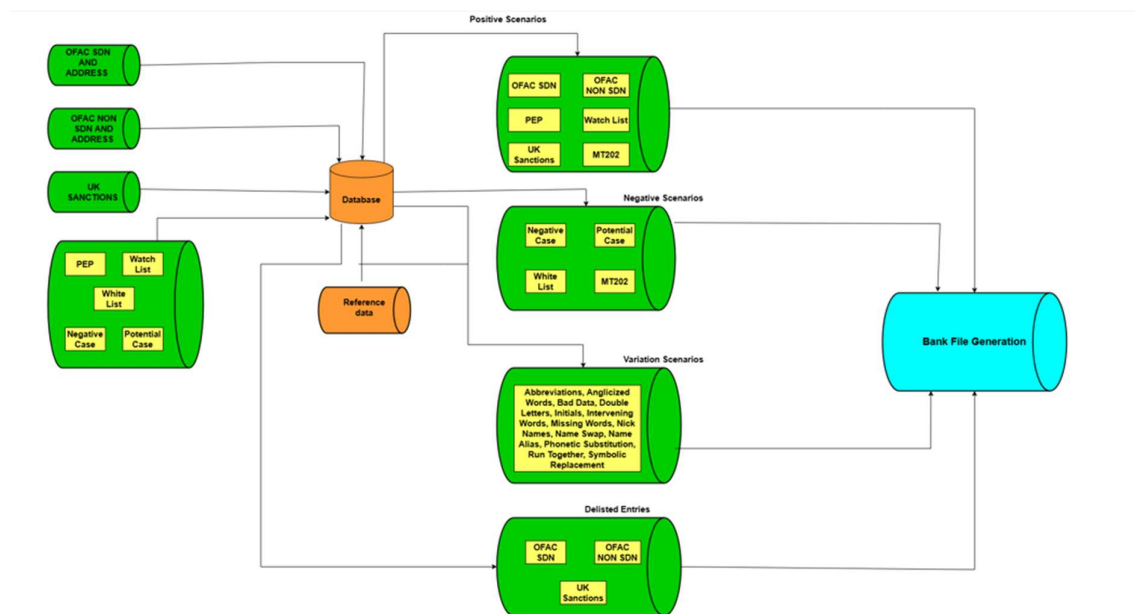 Positive Scenarios
OFAC SDN
AND
ADDRESS
OFAC NON
SDN AND
ADDRESS
UK
SANCTIONS
PEP
Watch
List
White
List
Negative
Case
Potential
Case
Database
Reference
data
OFAC SDN
OFAC
NON SDN
PEP
Watch List
UK
Sanctions
MT202
Negative Scenarios
Negative
Case
Potential
Case
White
List
MT202
Variation Scenarios
Abbreviations, Anglicized
Words, Bad Data, Double
Letters, Initials, Intervening
Words, Missing Words, Nick
Names, Name Swap, Name
Alias, Phonetic Substitution,
Run Together, Symbolic
Replacement
Delisted Entries
OFAC
SDN
OFAC
NON SDN
UK
Sanctions
Bank File Generation